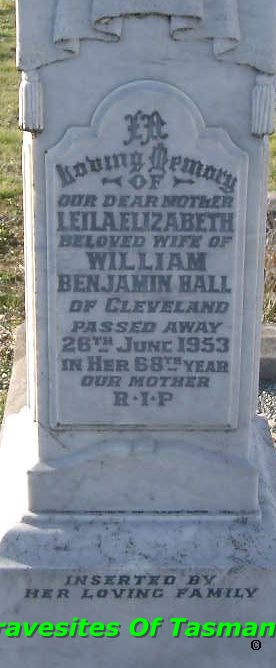 IN
Loving Memory
OF
OUR DEAR MOTHER
LEILA ELIZABETH
BELOVED WIFE OF
WILLIAM
BENJAMIN HALL
OF CLEVELAND
PASSED AWAY
26TH JUNE 1953
IN HER 68TH YEAR
OUR MOTHER
R·I·P
INSERTED BY
HER LOVING FAMILY
ravesites Of Tasman
©